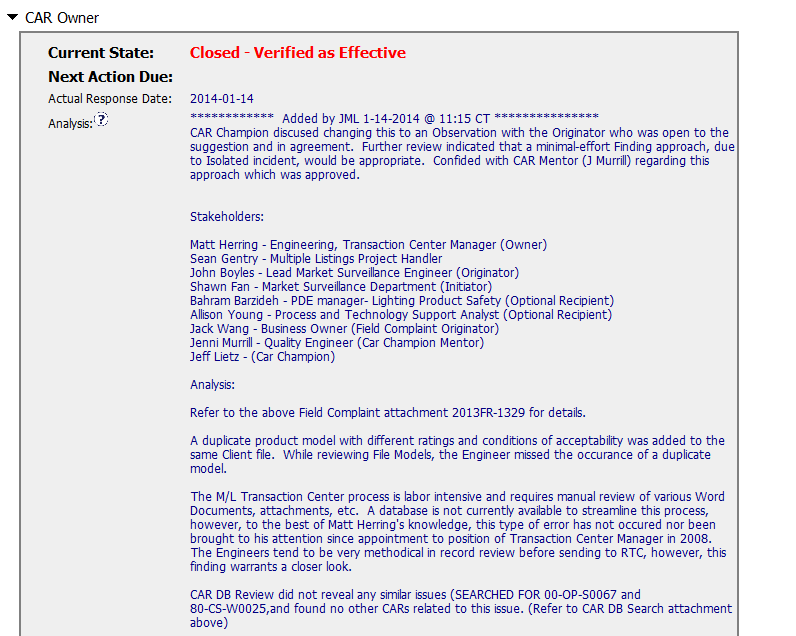 CAR Owner
Current State: Closed - Verified as Effective
Next Action Due:
Actual Response Date: 2014-01-14
Analysis:? ************ Added by JML 1-14-2014 @ 11:15 CT ***************
CAR Champion discused changing this to an Observation with the Originator who was open to the
suggestion and in agreement. Further review indicated that a minimal-effort Finding approach, due
to Isolated incident, would be appropriate. Confided with CAR Mentor (J Murrill) regarding this
approach which was approved.
Stakeholders:
Matt Herring - Engineering, Transaction Center Manager (Owner)
Sean Gentry - Multiple Listings Project Handler
John Boyles - Lead Market Surveillance Engineer (Originator)
Shawn Fan - Market Surveillance Department (Initiator)
Bahram Barzideh - PDE manager- Lighting Product Safety (Optional Recipient)
Allison Young - Process and Technology Support Analyst (Optional Recipient)
Jack Wang - Business Owner (Field Complaint Originator)
Jenni Murrill - Quality Engineer (Car Champion Mentor)
Jeff Lietz - (Car Champion)
Analysis:
Refer to the above Field Complaint attachment 2013FR-1329 for details.
A duplicate product model with different ratings and conditions of acceptability was added to the
same Client file. While reviewing File Models, the Engineer missed the occurance of a duplicate
model.
The M/L Transaction Center process is labor intensive and requires manual review of various Word
Documents, attachments, etc. A database is not currently available to streamline this process,
however, to the best of Matt Herring's knowledge, this type of error has not occured nor been
brought to his attention since appointment to position of Transaction Center Manager in 2008.
The Engineers tend to be very methodical in record review before sending to RTC, however, this
finding warrants a closer look.
CAR DB Review did not reveal any similar issues (SEARCHED FOR 00-OP-S0067 and
80-CS-W0025,and found no other CARs related to this issue. (Refer to CAR DB Search attachment
above)